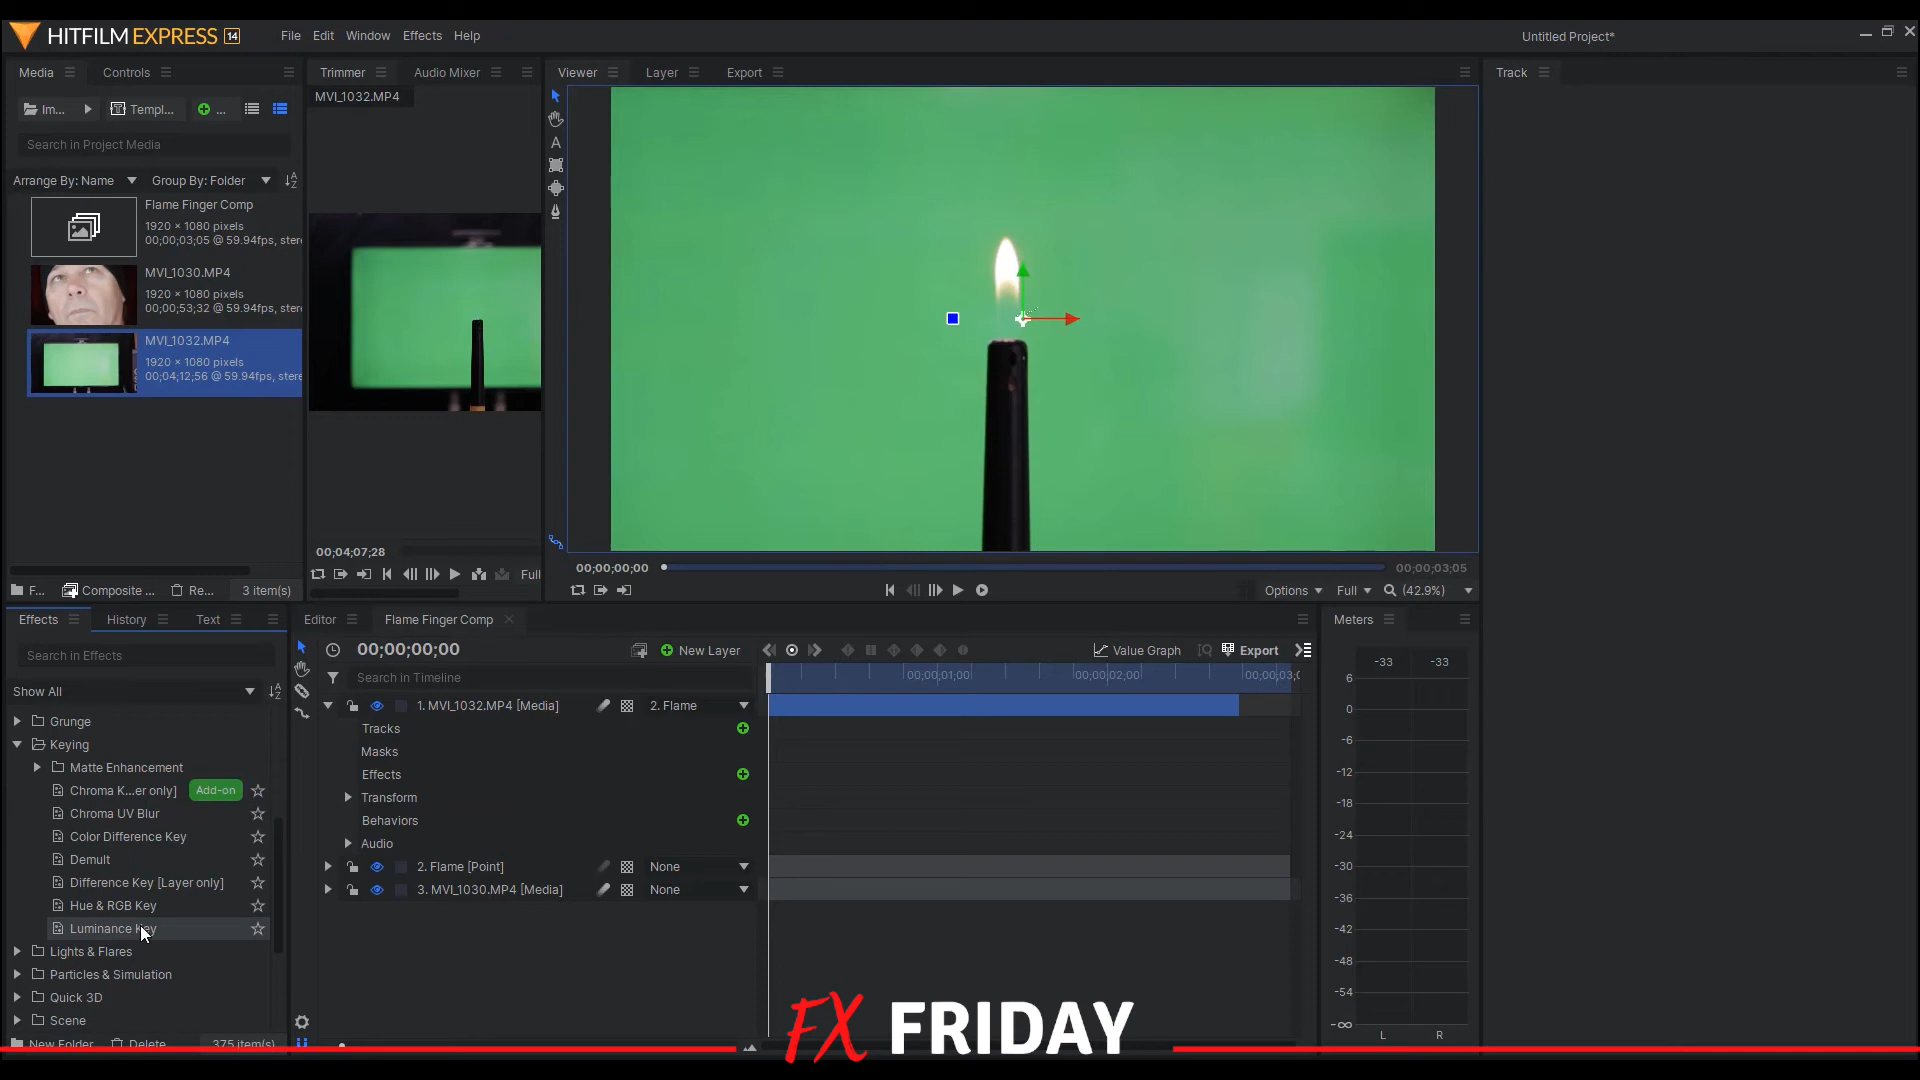 HITFILM EXPRESS 14
File Edit Window Effects Help
Untitled Project*
Media Controls
Trimmer Audio Mixer
Viewer Layer Export
Track
MVI_1032.MP4
Im... Templ... ...
Search in Project Media
Arrange By: Name Group By: Folder
Flame Finger Comp
1920 × 1080 pixels
00;00;03;05 @ 59.94fps, stere
MVI_1030.MP4
1920 × 1080 pixels
00;00;53;32 @ 59.94fps, stere
MVI_1032.MP4
1920 × 1080 pixels
00;04;12;56 @ 59.94fps, stere
00;04;07;28
Full
00;00;00;00
00;00;03;05
F... Composite ... Re... 3 item(s)
Options Full (42.9%)
Effects History Text
Search in Effects
Show All
Grunge
Keying
Matte Enhancement
Chroma K...er only] Add-on
Chroma UV Blur
Color Difference Key
Demult
Difference Key [Layer only]
Hue & RGB Key
Luminance Key
Lights & Flares
Particles & Simulation
Quick 3D
Scene
New Folder Delete 375 item(s)
Editor Flame Finger Comp
00;00;00;00
New Layer
Value Graph Export
Search in Timeline
00;00;01;00 00;00;02;00 00;00;03;0
1. MVI_1032.MP4 [Media] 2. Flame
Tracks
Masks
Effects
Transform
Behaviors
Audio
2. Flame [Point] None
3. MVI_1030.MP4 [Media] None
Meters
-33 -33
6
0
-6
-12
-18
-24
-30
-36
-42
-48
-54
-∞
L R
FX FRIDAY